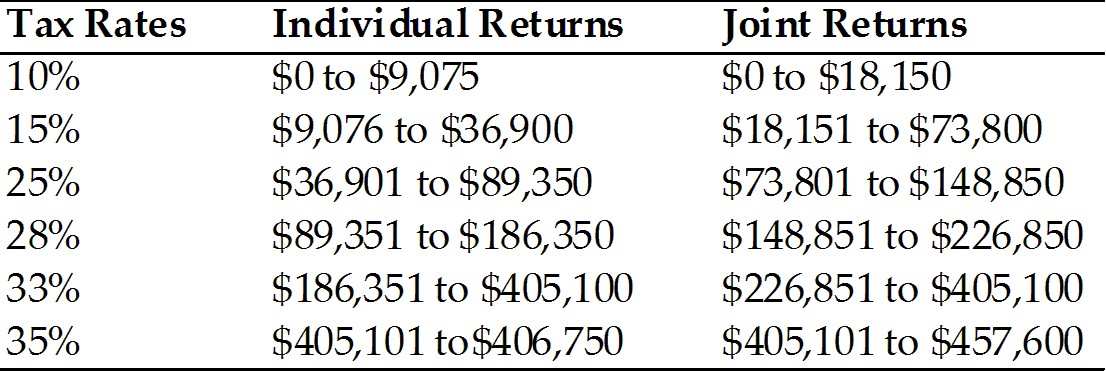 Tax Rates Individual Returns Joint Returns
10% $0 to $9,075 $0 to $18,150
15% $9,076 to $36,900 $18,151 to $73,800
25% $36,901 to $89,350 $73,801 to $148,850
28% $89,351 to $186,350 $148,851 to $226,850
33% $186,351 to $405,100 $226,851 to $405,100
35% $405,101 to$406,750 $405,101 to $457,600